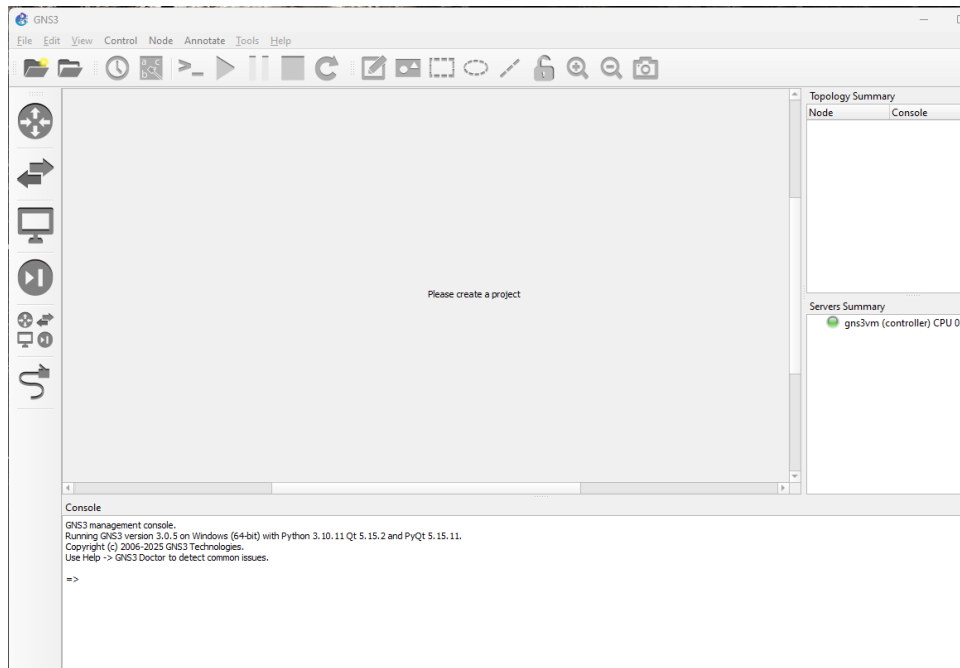 GNS3
File Edit View Control Node Annotate Tools Help
Topology Summary
Node Console
Please create a project
Servers Summary
gns3vm (controller) CPU 0
Console
GNS3 management console.
Running GNS3 version 3.0.5 on Windows (64-bit) with Python 3.10.11 Qt 5.15.2 and PyQt 5.15.11.
Copyright (c) 2006-2025 GNS3 Technologies.
Use Help -> GNS3 Doctor to detect common issues.
=>